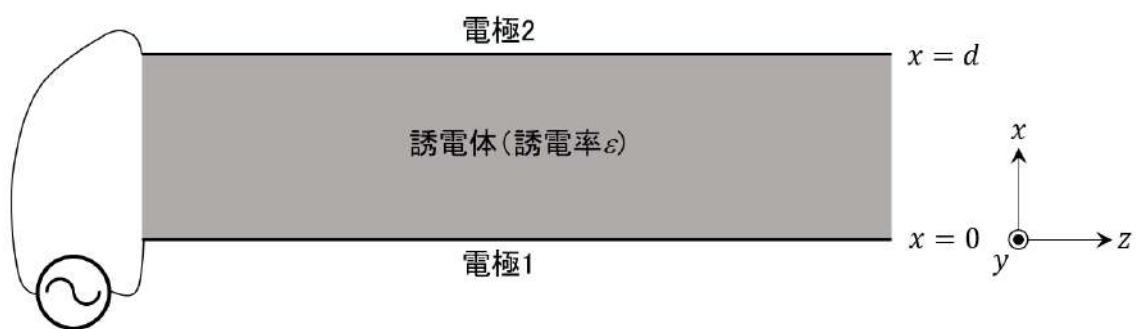 電極2
x = d
誘電体(誘電率ε)
x
x = 0
y
z
電極1